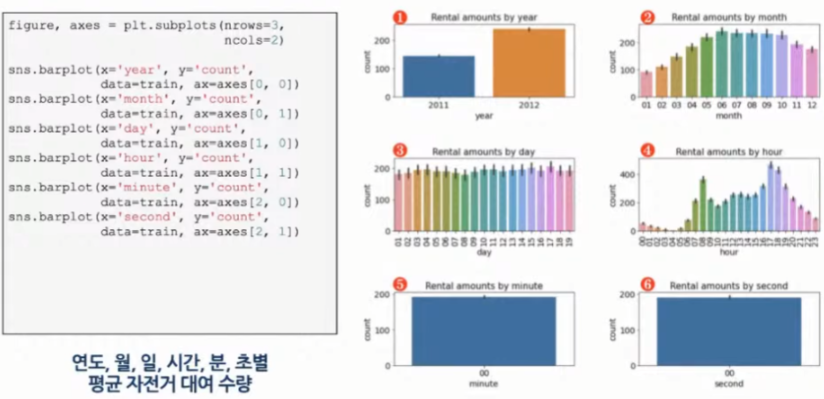 figure, axes = plt.subplots(nrows=3,
ncols=2)
sns.barplot(x='year', y='count',
data=train, ax=axes[0, 0])
sns.barplot(x='month', y='count',
data=train, ax=axes[0, 1])
sns.barplot(x='day', y='count',
data=train, ax=axes[1, 0])
sns.barplot(x='hour', y='count',
data=train, ax=axes[1, 1])
sns.barplot(x='minute', y='count',
data=train, ax=axes[2, 0])
sns.barplot(x='second', y='count',
data=train, ax=axes[2, 1])
연도, 월, 일, 시간, 분, 초별
평균 자전거 대여 수량
1 Rental amounts by year
200
100
0
count
2011 2012
year
2 Rental amounts by month
200
100
0
count
01 02 03 04 05 06 07 08 09 10 11 12
month
3 Rental amounts by day
200
100
0
count
01 02 03 04 05 06 07 08 09 10 11 12 13 14 15 16 17 18 19
day
4 Rental amounts by hour
400
200
0
count
00 01 02 03 04 05 06 07 08 09 10 11 12 13 14 15 16 17 18 19 20 21 22 23
hour
5 Rental amounts by minute
200
100
0
count
00
minute
6 Rental amounts by second
200
100
0
count
00
second